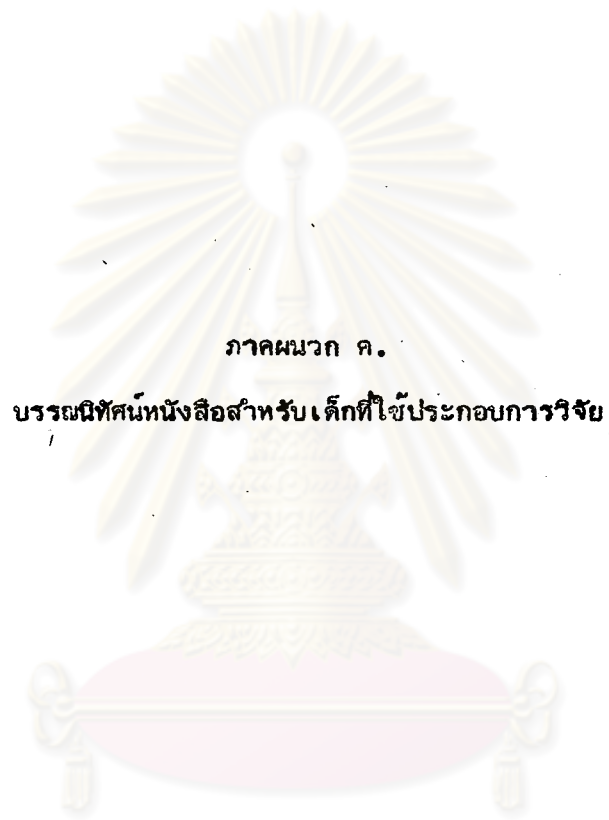 ภาคผนวก ค.
บรรณนิทัศน์หนังสือสำหรับเด็กที่ใช้ประกอบการวิจัย